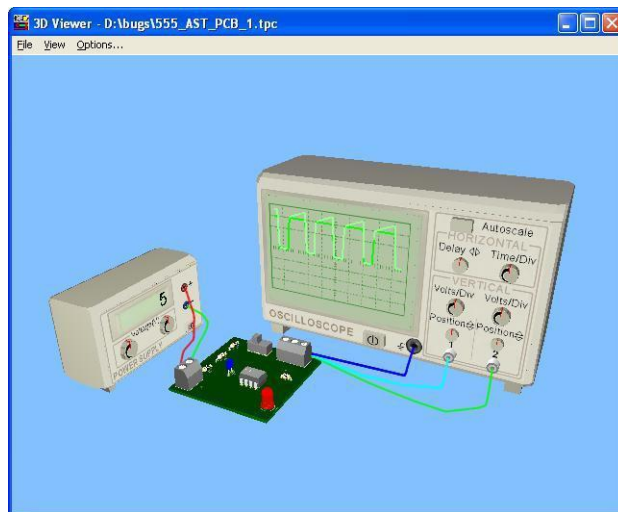 3D Viewer - D:\bugs\555_AST_PCB_1.tpc
File View Options...
Autoscale
HORIZONTAL
Delay Time/Div
VERTICAL
Volts/Div Volts/Div
Position Position
1 2
OSCILLOSCOPE
5
Voltage
POWER SUPPLY